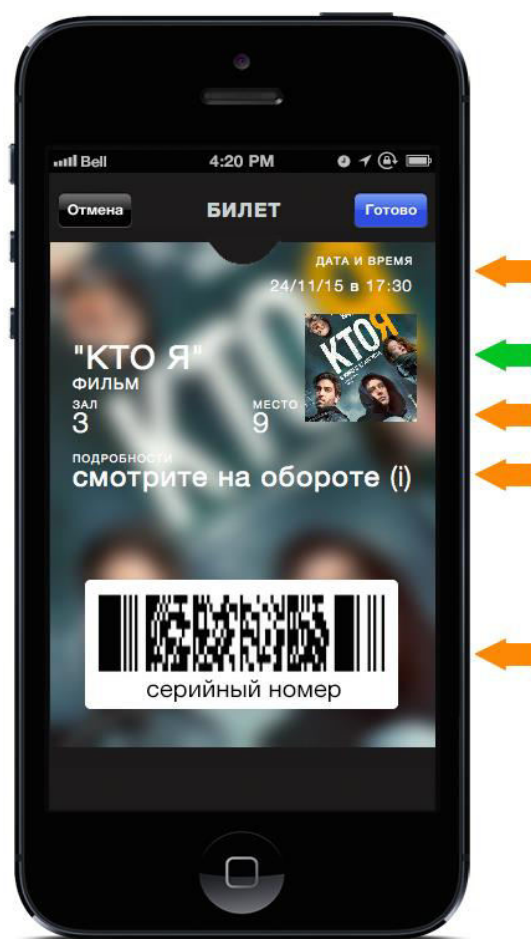 Bell 4:20 PM
Отмена БИЛЕТ Готово
ДАТА И ВРЕМЯ
24/11/15 в 17:30
"КТО Я"
ФИЛЬМ
КТОЯ
ЗАЛ МЕСТО
3 9
ПОДРОБНОСТИ
смотрите на обороте (i)
серийный номер